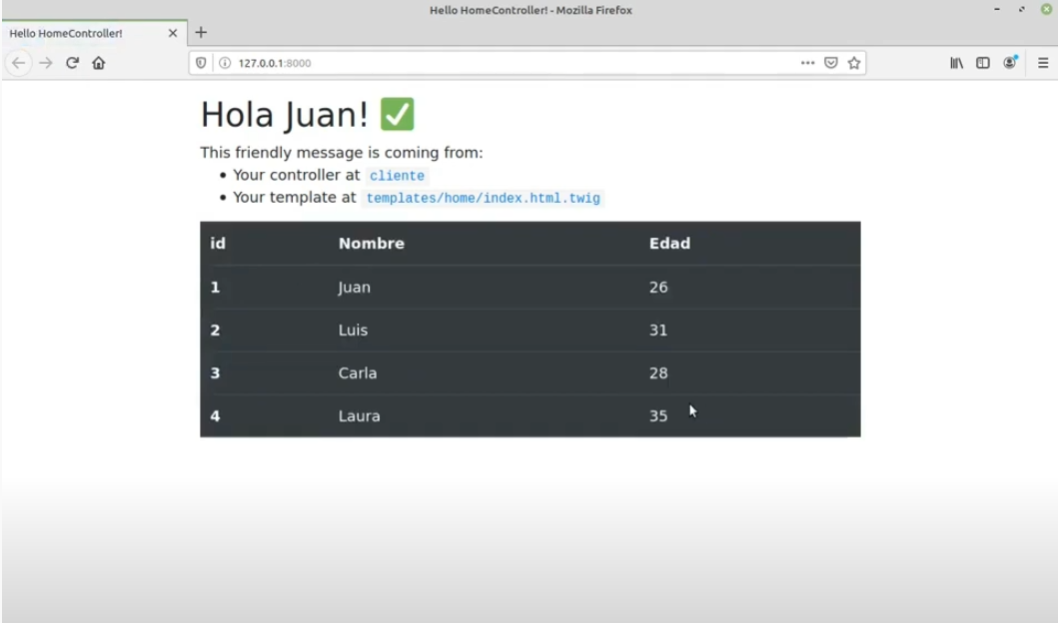 Hello HomeController! - Mozilla Firefox
Hello HomeController!
127.0.0.1:8000
Hola Juan! ✅
This friendly message is coming from:
• Your controller at cliente
• Your template at templates/home/index.html.twig
id Nombre Edad
1 Juan 26
2 Luis 31
3 Carla 28
4 Laura 35